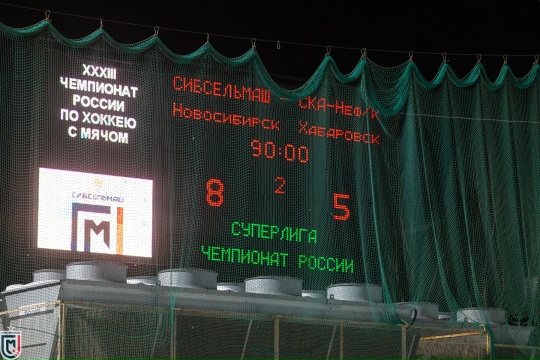 XXXIII
ЧЕМПИОНАТ
РОССИИ
ПО ХОККЕЮ
С МЯЧОМ
СИБСЕЛЬМАШ - СКА-Нефтяник
Новосибирск Хабаровск
90:00
8 2 5
СУПЕРЛИГА
ЧЕМПИОНАТ РОССИИ
СИБСЕЛЬМАШ